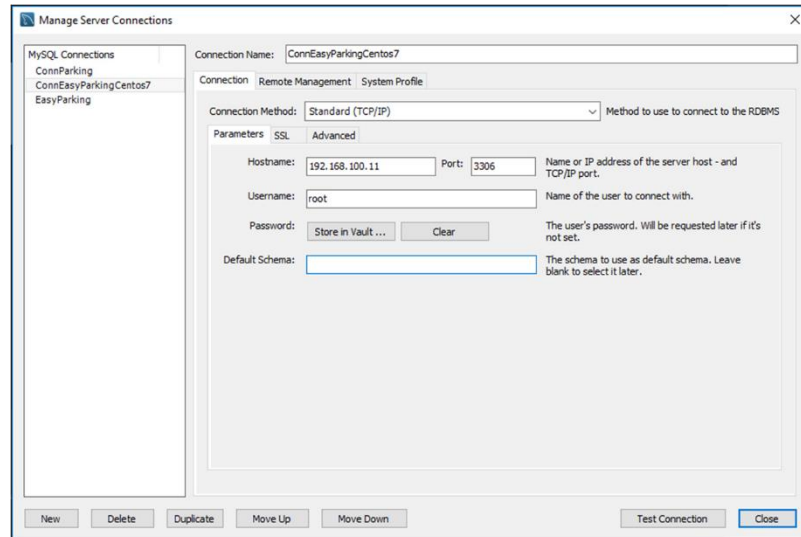 Manage Server Connections
MySQL Connections
ConnParking
ConnEasyParkingCentos7
EasyParking
Connection Name: ConnEasyParkingCentos7
Connection Remote Management System Profile
Connection Method: Standard (TCP/IP) Method to use to connect to the RDBMS
Parameters SSL Advanced
Hostname: 192.168.100.11 Port: 3306 Name or IP address of the server host - and
TCP/IP port.
Username: root Name of the user to connect with.
Password: Store in Vault ... Clear The user's password. Will be requested later if it's
not set.
Default Schema: The schema to use as default schema. Leave
blank to select it later.
New Delete Duplicate Move Up Move Down Test Connection Close